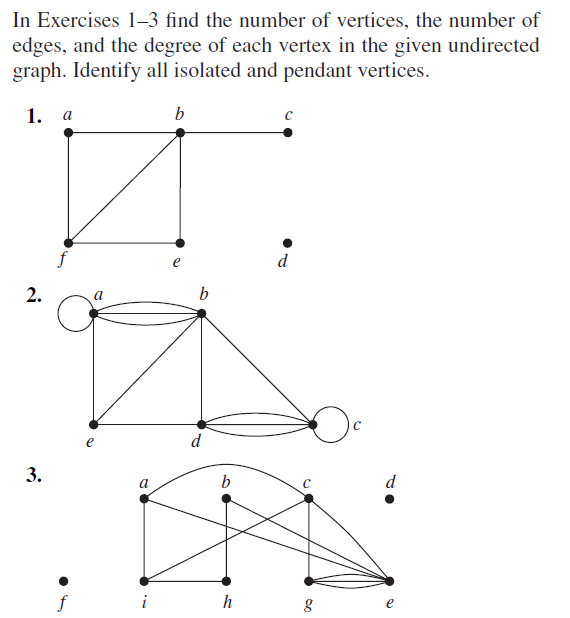 In Exercises 1–3 find the number of vertices, the number of
edges, and the degree of each vertex in the given undirected
graph. Identify all isolated and pendant vertices.
1. a b c
f e d
2. a b
c
e d
3. a b c d
f i h g e